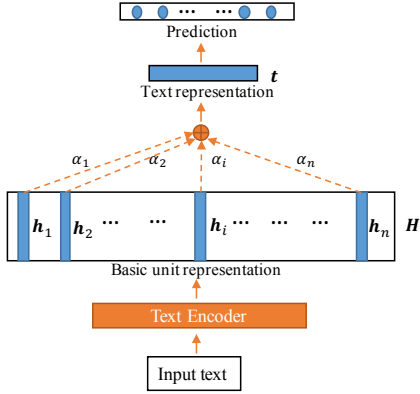 ... ...
Prediction
t
Text representation
α₁ α₂ αᵢ αₙ
h₁ h₂ ... ... hᵢ ... ... ... hₙ H
Basic unit representation
Text Encoder
Input text